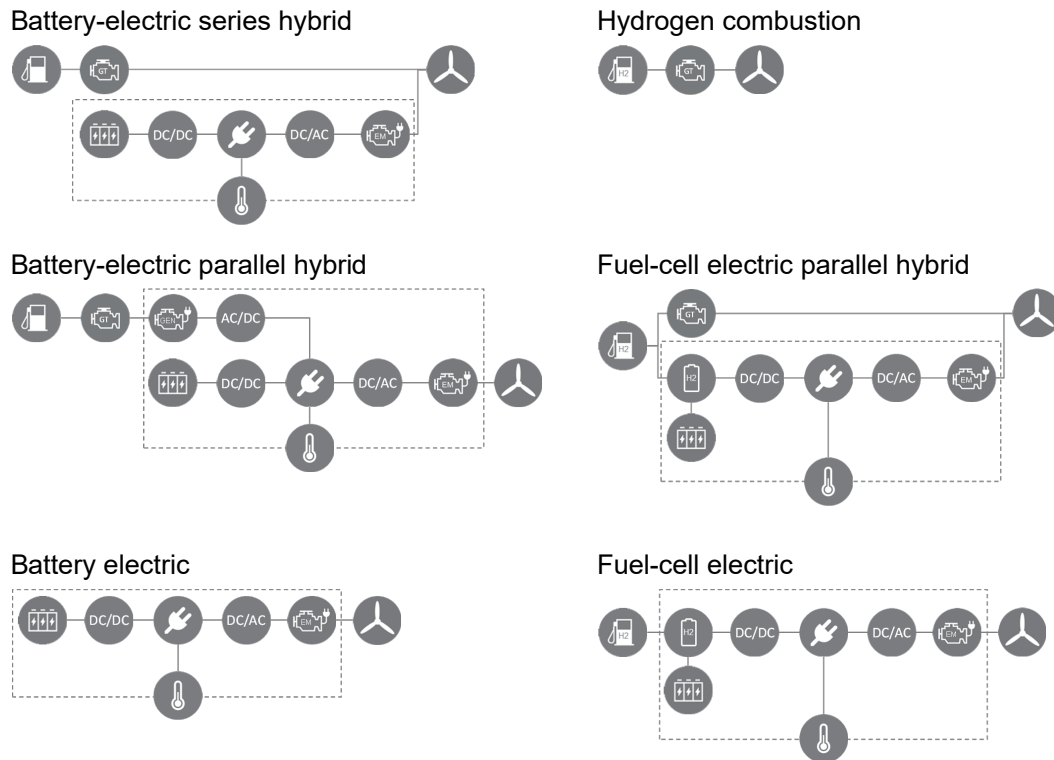 Battery-electric series hybrid
GT
DC/DC
DC/AC
EM
Hydrogen combustion
H2
GT
Battery-electric parallel hybrid
GT
GEN
AC/DC
DC/DC
DC/AC
EM
Fuel-cell electric parallel hybrid
GT
H2
H2
DC/DC
DC/AC
EM
Battery electric
DC/DC
DC/AC
EM
Fuel-cell electric
H2
H2
DC/DC
DC/AC
EM